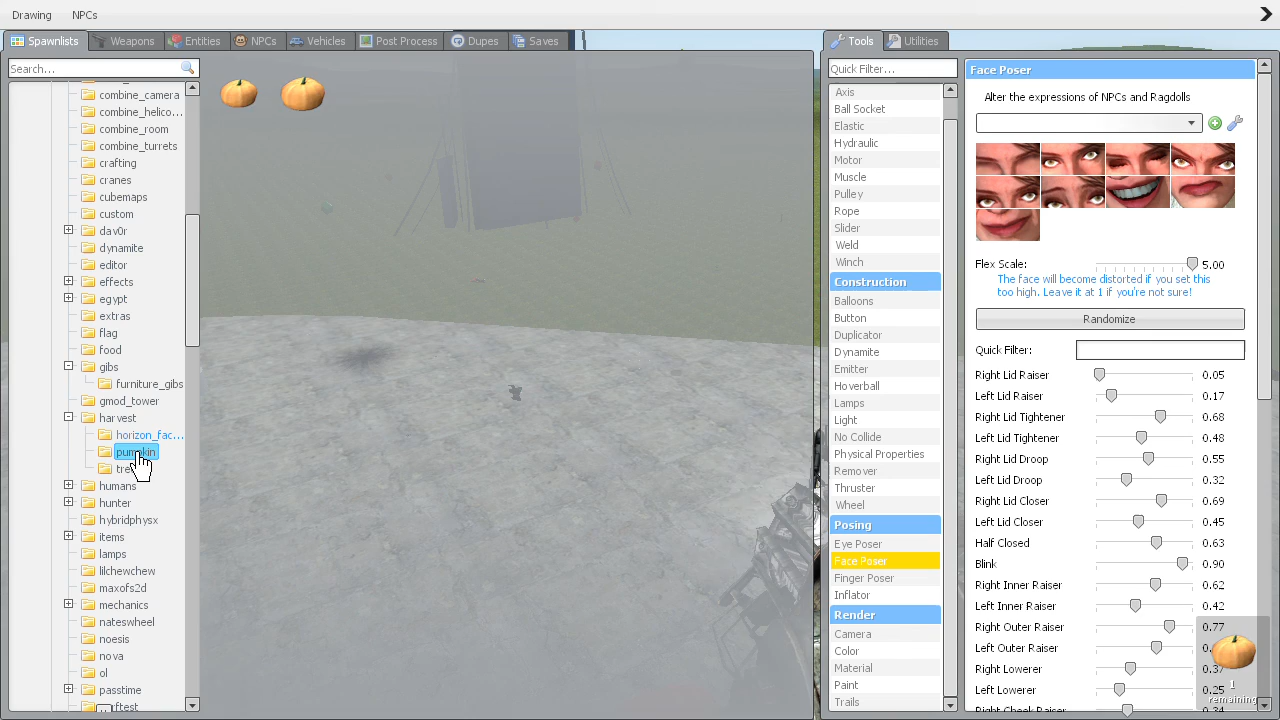 Drawing NPCs
Spawnlists Weapons Entities NPCs Vehicles Post Process Dupes Saves
Search...
combine_camera
combine_helico...
combine_room
combine_turrets
crafting
cranes
cubemaps
custom
dav0r
dynamite
editor
effects
egypt
extras
flag
food
gibs
furniture_gibs
gmod_tower
harvest
horizon_fac...
pumpkin
humans
hunter
hybridphysx
items
lamps
lilchewchew
maxofs2d
mechanics
nateswheel
noesis
nova
ol
passtime
Tools Utilities
Quick Filter...
Axis
Ball Socket
Elastic
Hydraulic
Motor
Muscle
Pulley
Rope
Slider
Weld
Winch
Construction
Balloons
Button
Duplicator
Dynamite
Emitter
Hoverball
Lamps
Light
No Collide
Physical Properties
Remover
Thruster
Wheel
Posing
Eye Poser
Face Poser
Finger Poser
Inflator
Render
Camera
Color
Material
Paint
Trails
Face Poser
Alter the expressions of NPCs and Ragdolls
Flex Scale: 5.00
The face will become distorted if you set this
too high. Leave it at 1 if you're not sure!
Randomize
Quick Filter:
Right Lid Raiser 0.05
Left Lid Raiser 0.17
Right Lid Tightener 0.68
Left Lid Tightener 0.48
Right Lid Droop 0.55
Left Lid Droop 0.32
Right Lid Closer 0.69
Left Lid Closer 0.45
Half Closed 0.63
Blink 0.90
Right Inner Raiser 0.62
Left Inner Raiser 0.42
Right Outer Raiser 0.77
Left Outer Raiser
Right Lowerer
Left Lowerer 0.25
Right Cheek Raiser
1
remaining